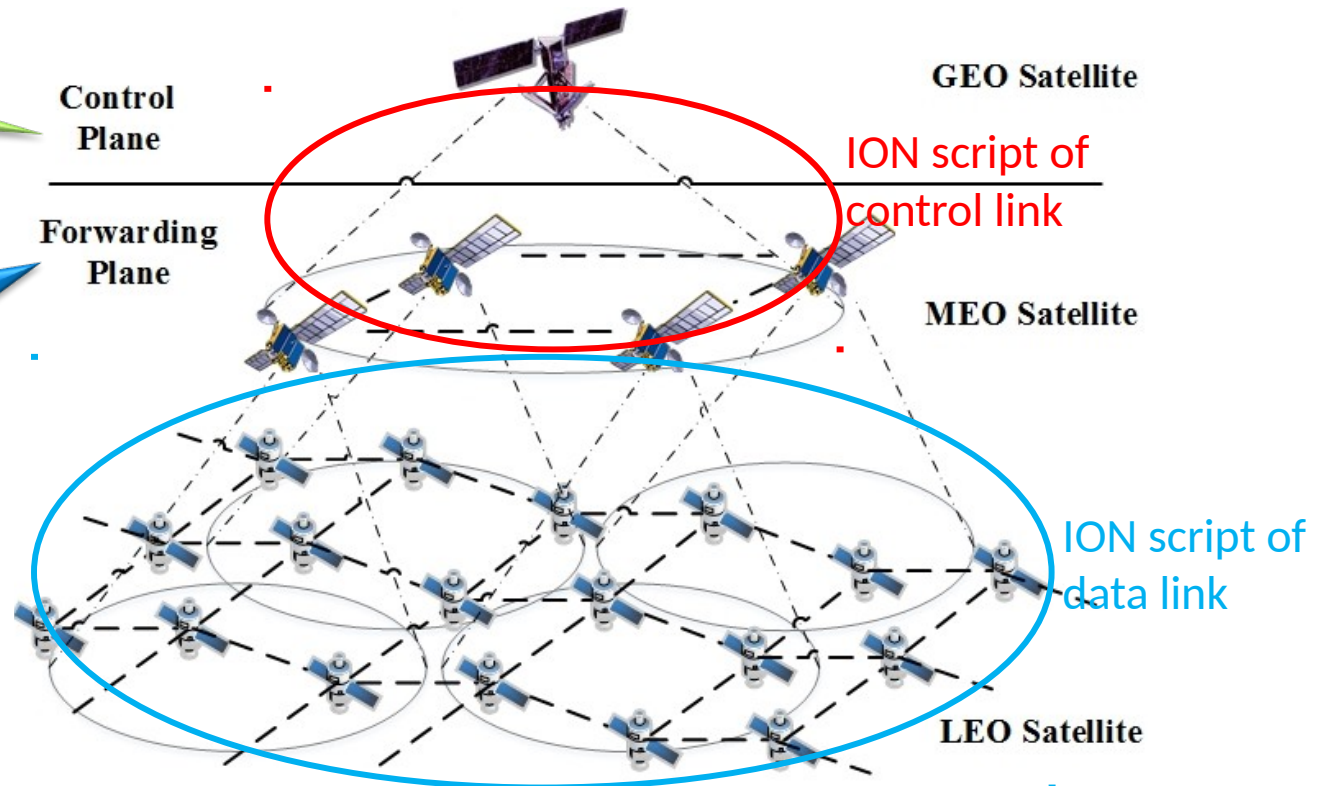 GEO Satellite
Control
Plane
ION script of
control link
Forwarding
Plane
MEO Satellite
ION script of
data link
LEO Satellite